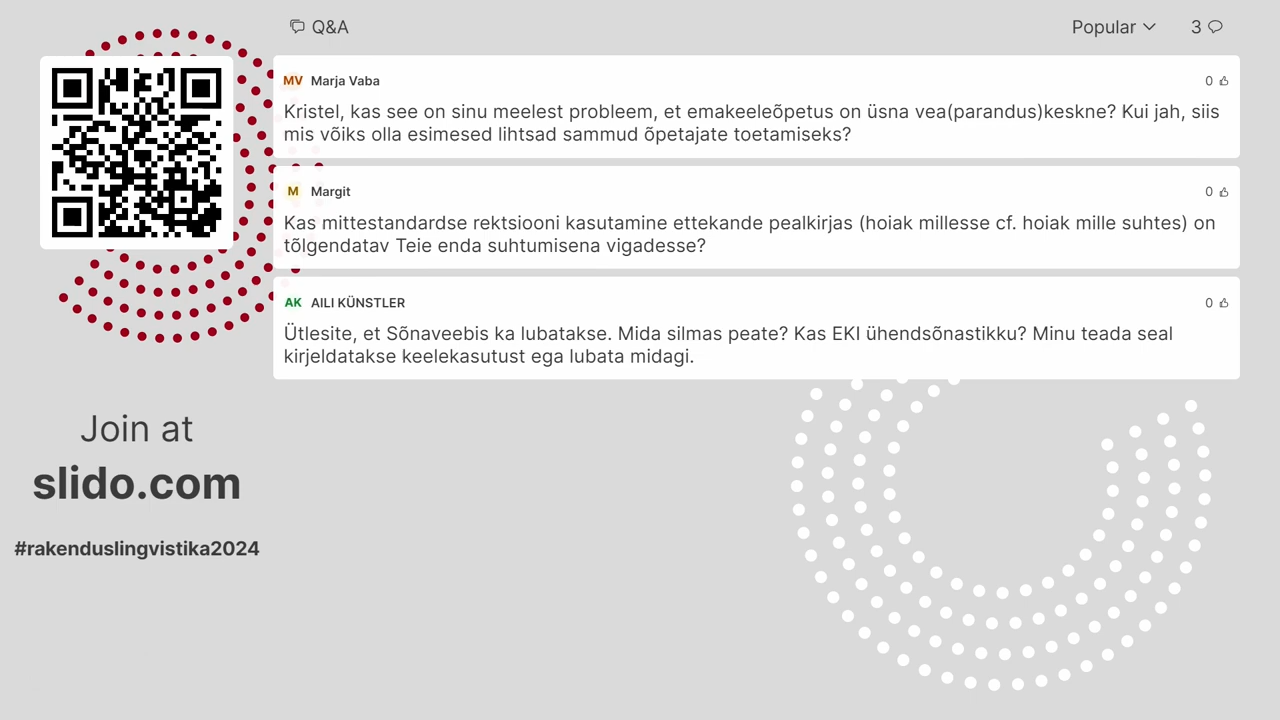 Q&A
Popular
3
MV Marja Vaba 0
Kristel, kas see on sinu meelest probleem, et emakeeleõpetus on üsna vea(parandus)keskne? Kui jah, siis
mis võiks olla esimesed lihtsad sammud õpetajate toetamiseks?
M Margit 0
Kas mittestandardse rektsiooni kasutamine ettekande pealkirjas (hoiak millesse cf. hoiak mille suhtes) on
tõlgendatav Teie enda suhtumisena vigadesse?
AK AILI KÜNSTLER 0
Ütlesite, et Sõnaveebis ka lubatakse. Mida silmas peate? Kas EKI ühendsõnastikku? Minu teada seal
kirjeldatakse keelekasutust ega lubata midagi.
Join at
slido.com
#rakenduslingvistika2024